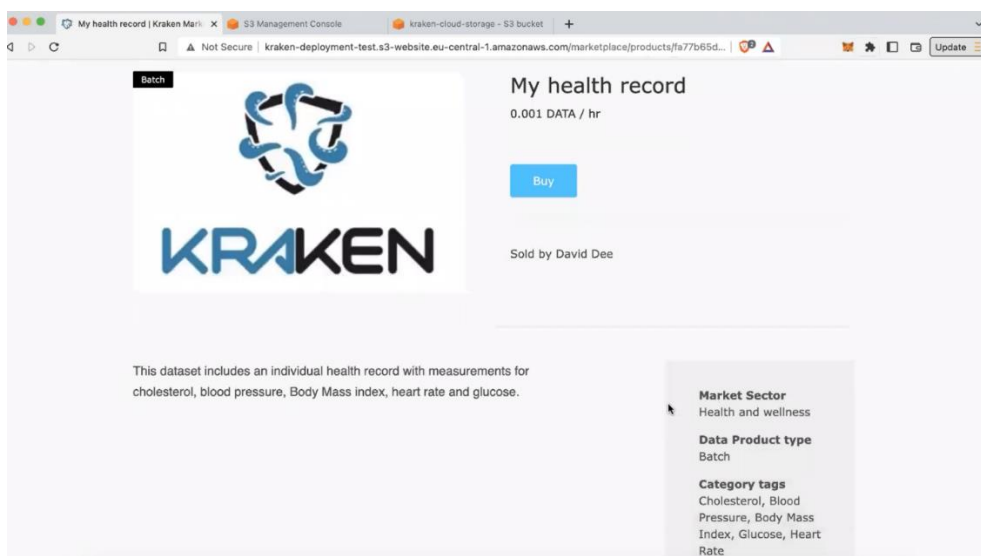 My health record | Kraken Mark
S3 Management Console
kraken-cloud-storage - S3 bucket
Not Secure | kraken-deployment-test.s3-website.eu-central-1.amazonaws.com/marketplace/products/fa77b65d...
Update
Batch
My health record
0.001 DATA / hr
Buy
KRAKEN
Sold by David Dee
This dataset includes an individual health record with measurements for
cholesterol, blood pressure, Body Mass index, heart rate and glucose.
Market Sector
Health and wellness
Data Product type
Batch
Category tags
Cholesterol, Blood
Pressure, Body Mass
Index, Glucose, Heart
Rate